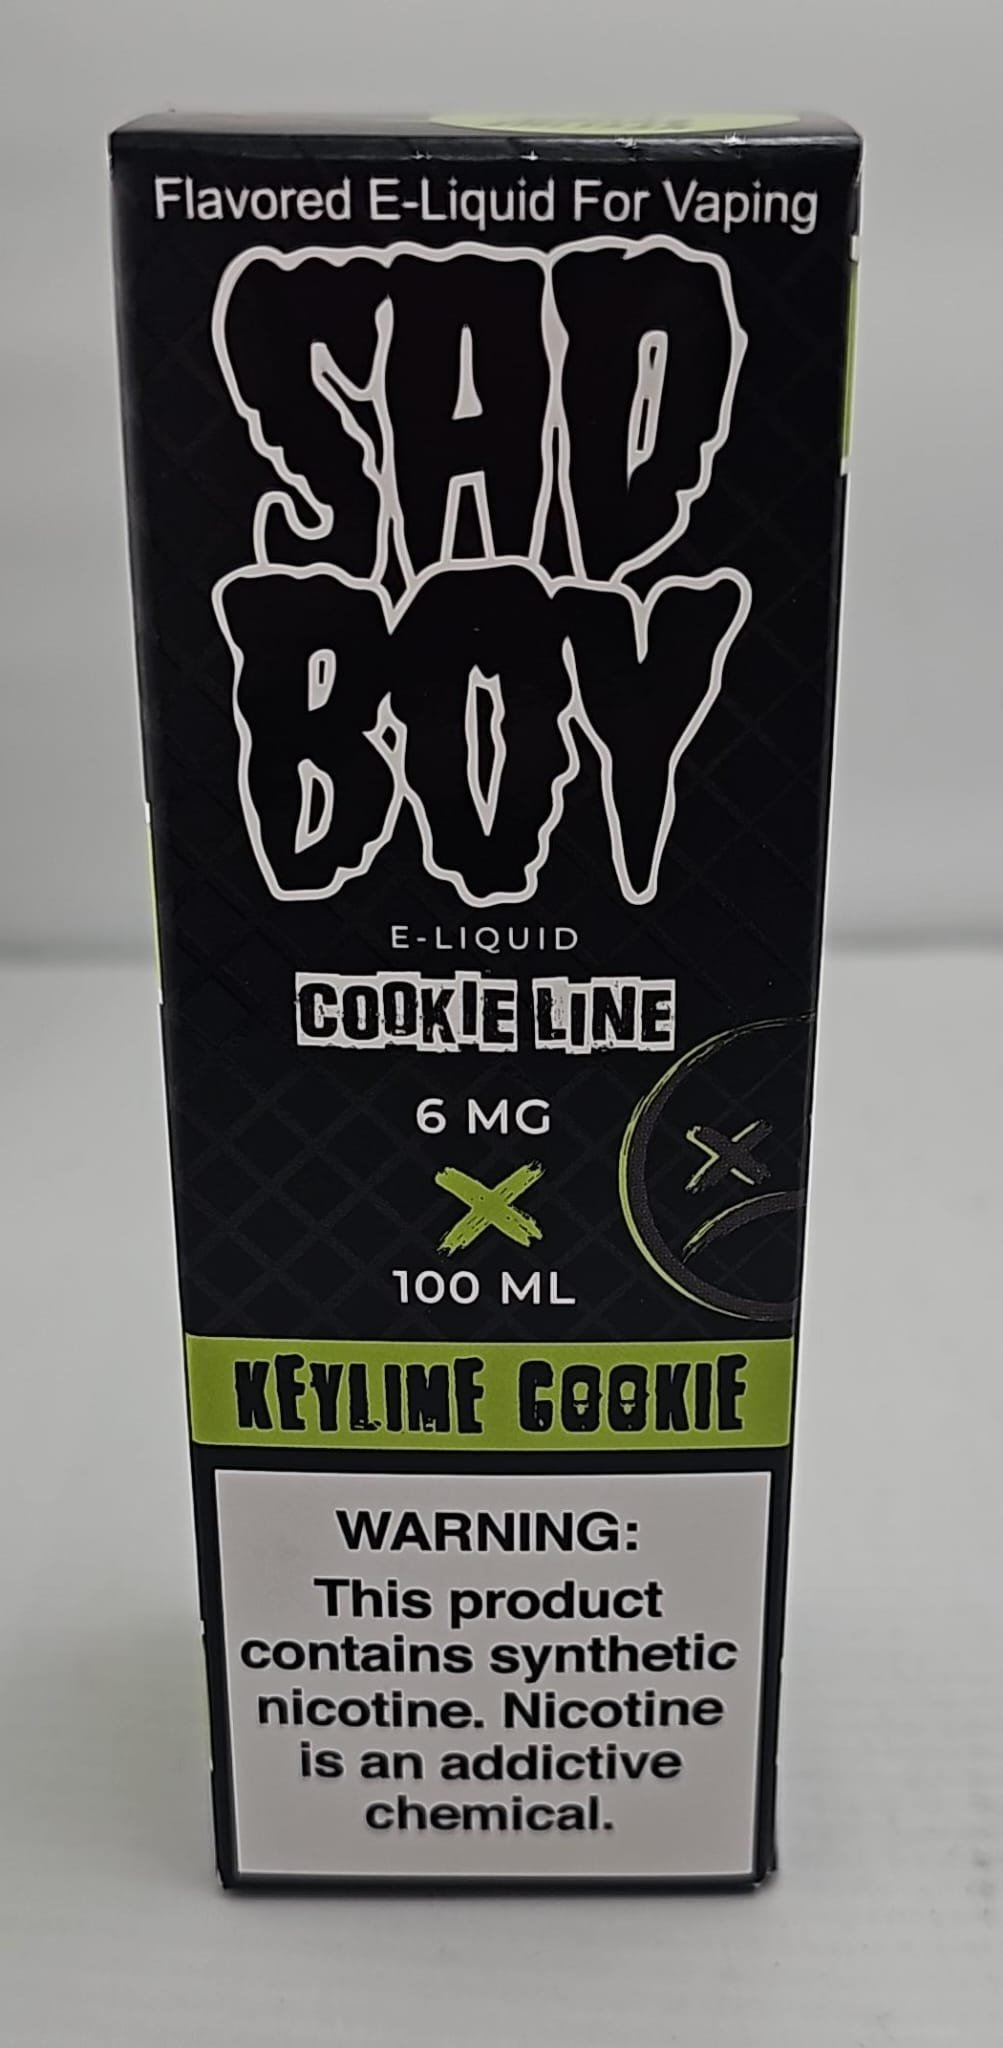 Flavored E-Liquid For Vaping
SAD
BOY
E-LIQUID
COOKIE LINE
6 MG
100 ML
KEYLIME COOKIE
WARNING:
This product
contains synthetic
nicotine. Nicotine
is an addictive
chemical.